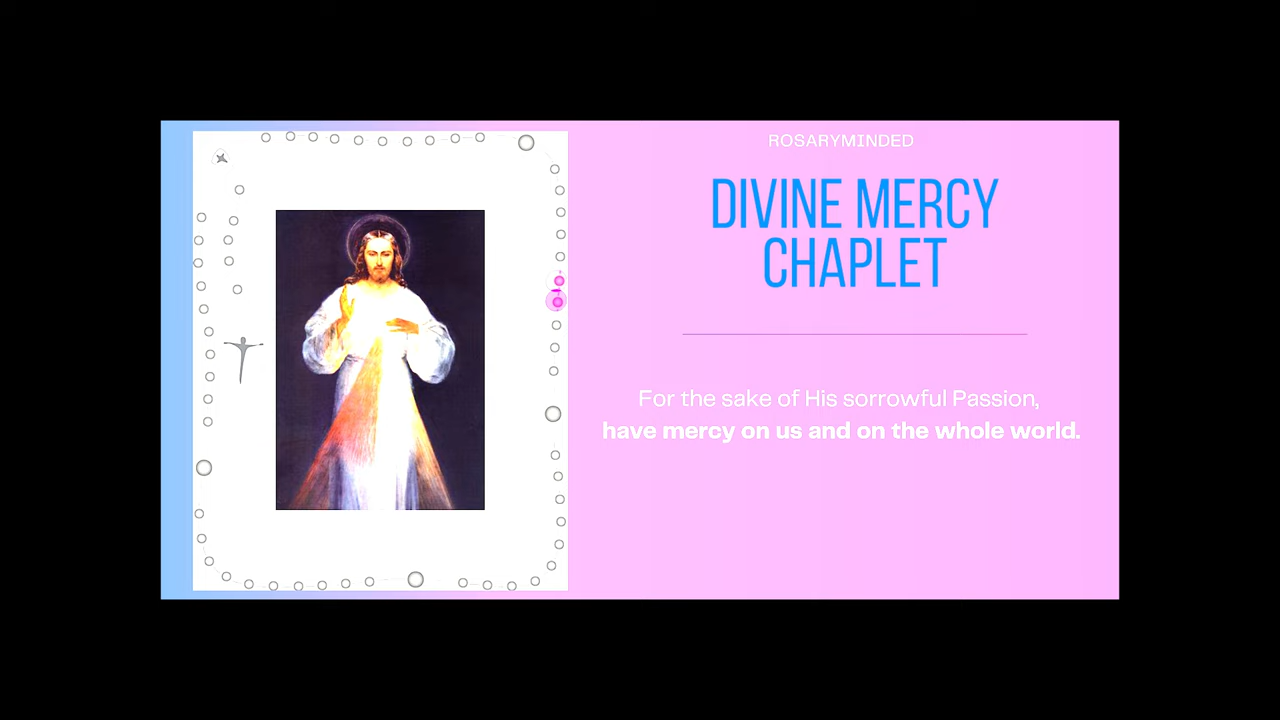 ROSARYMINDED
DIVINE MERCY
CHAPLET
For the sake of His sorrowful Passion,
have mercy on us and on the whole world.